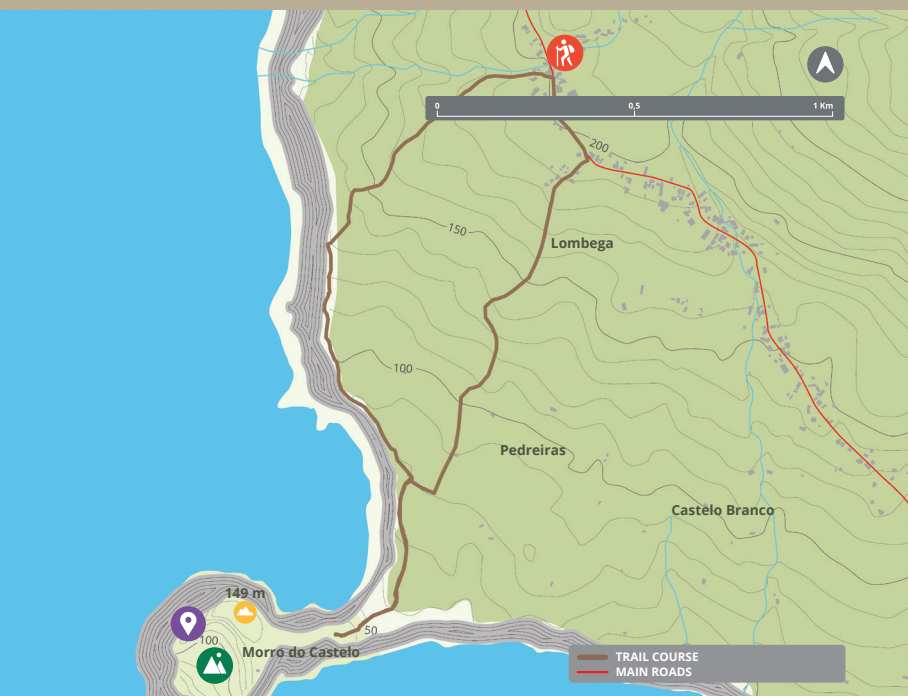 0 0,5 1 Km
200
150
Lombega
100
Pedreiras
Castelo Branco
149 m
50
100
Morro do Castelo
TRAIL COURSE
MAIN ROADS